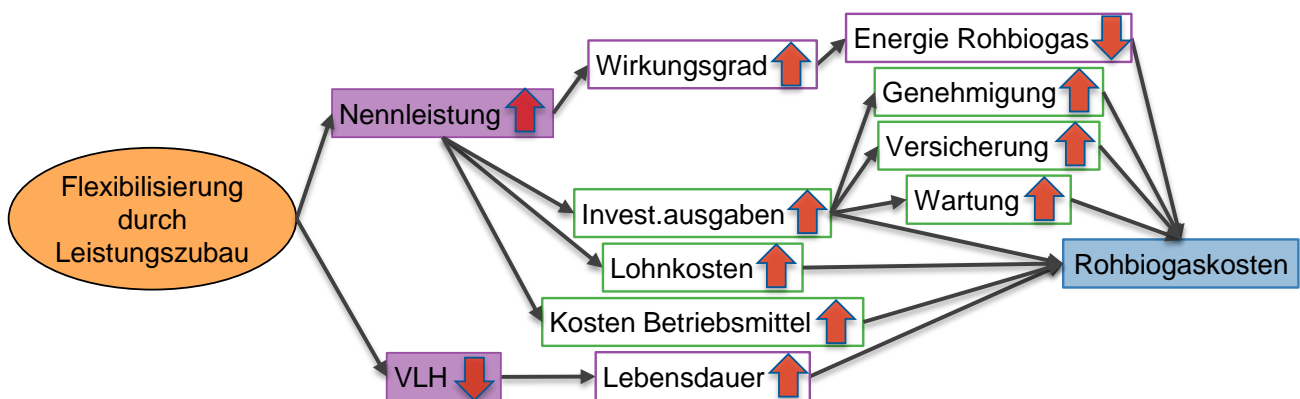 Flexibilisierung
durch
Leistungszubau
Nennleistung
VLH
Wirkungsgrad
Energie Rohbiogas
Invest.ausgaben
Genehmigung
Versicherung
Wartung
Lohnkosten
Kosten Betriebsmittel
Lebensdauer
Rohbiogaskosten